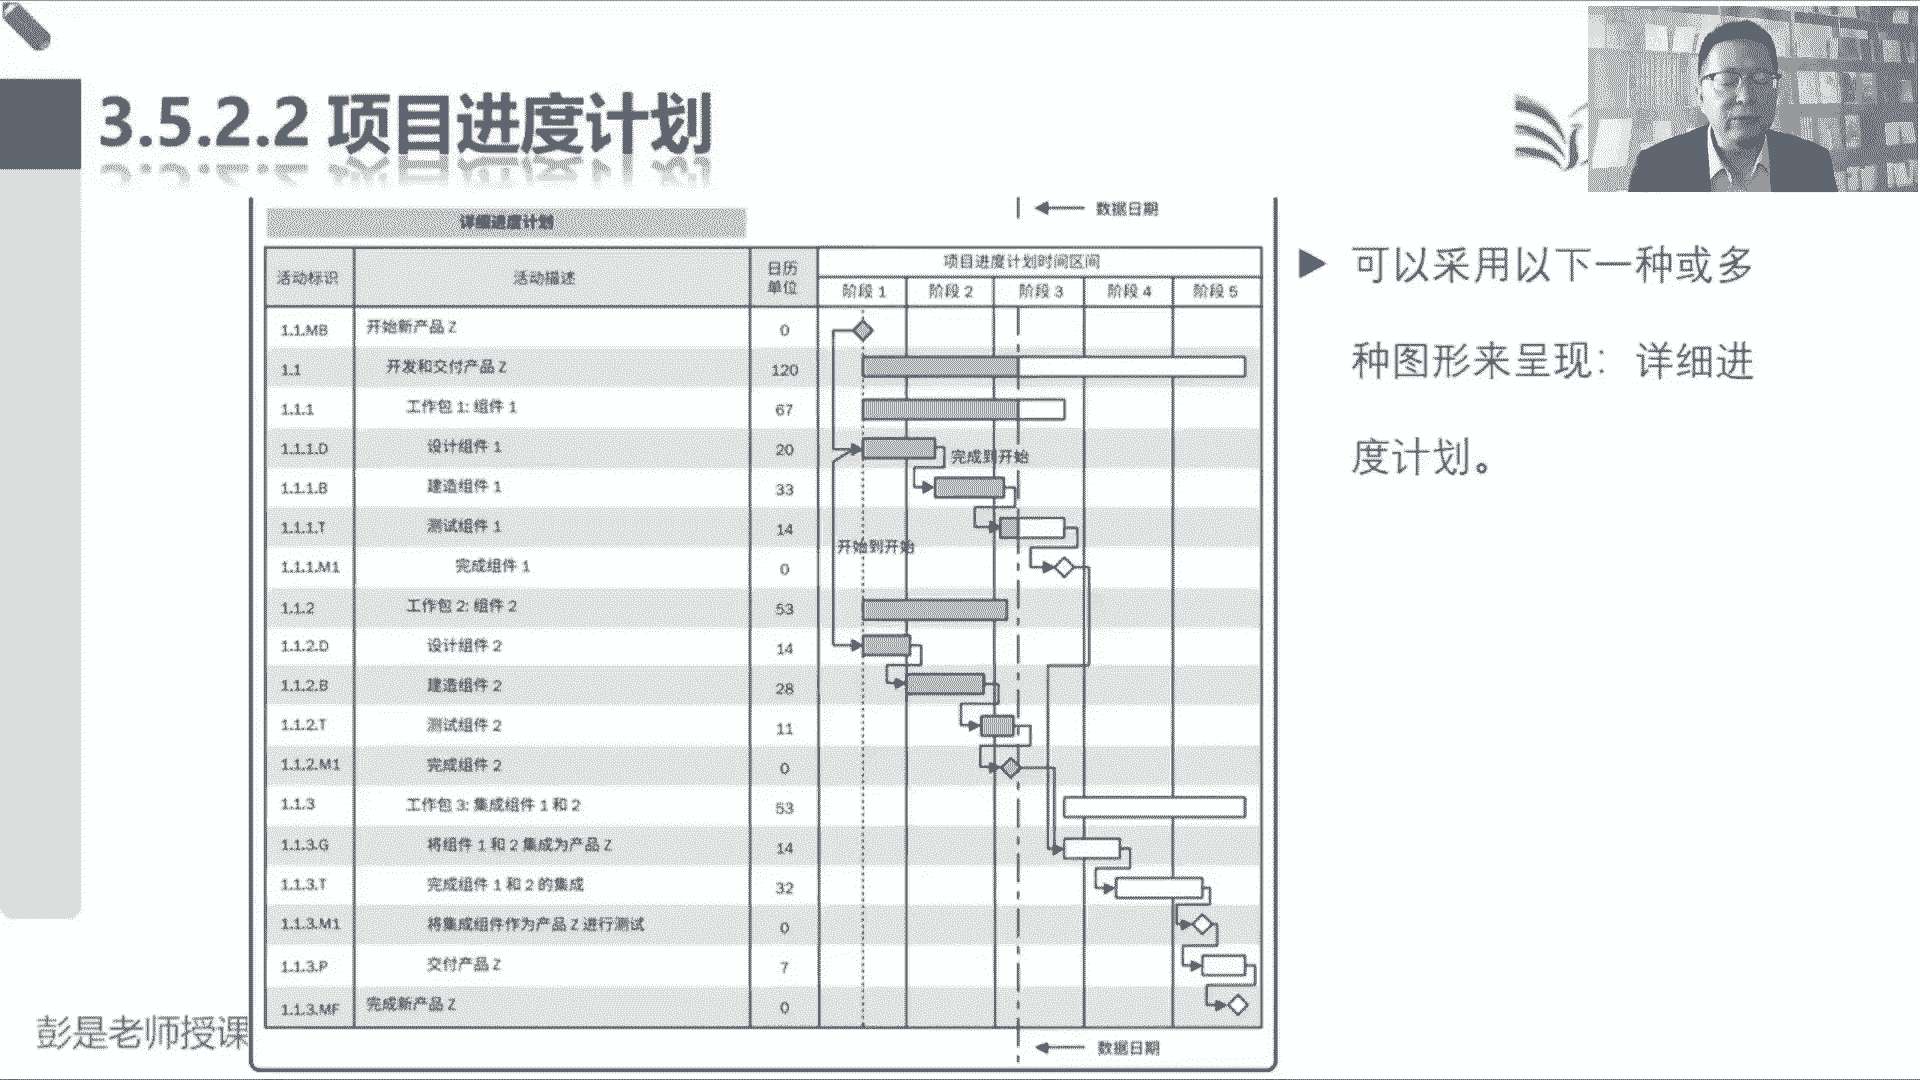 3.5.2.2 项目进度计划
数据日期
详细进度计划
活动标识 活动描述 日历单位 项目进度计划时间区间
阶段 1 阶段 2 阶段 3 阶段 4 阶段 5
1.1.MB 开始新产品 Z 0
1.1 开发和交付产品 Z 120
1.1.1 工作包 1: 组件 1 67
1.1.1.D 设计组件 1 20
完成到开始
1.1.1.B 建造组件 1 33
1.1.1.T 测试组件 1 14
开始到开始
1.1.1.M1 完成组件 1 0
1.1.2 工作包 2: 组件 2 53
1.1.2.D 设计组件 2 14
1.1.2.B 建造组件 2 28
1.1.2.T 测试组件 2 11
1.1.2.M1 完成组件 2 0
1.1.3 工作包 3: 集成组件 1 和 2 53
1.1.3.G 将组件 1 和 2 集成为产品 Z 14
1.1.3.T 完成组件 1 和 2 的集成 32
1.1.3.M1 将集成组件作为产品 Z 进行测试 0
1.1.3.P 交付产品 Z 7
1.1.3.MF 完成新产品 Z 0
数据日期
可以采用以下一种或多
种图形来呈现：详细进
度计划。
彭是老师授课